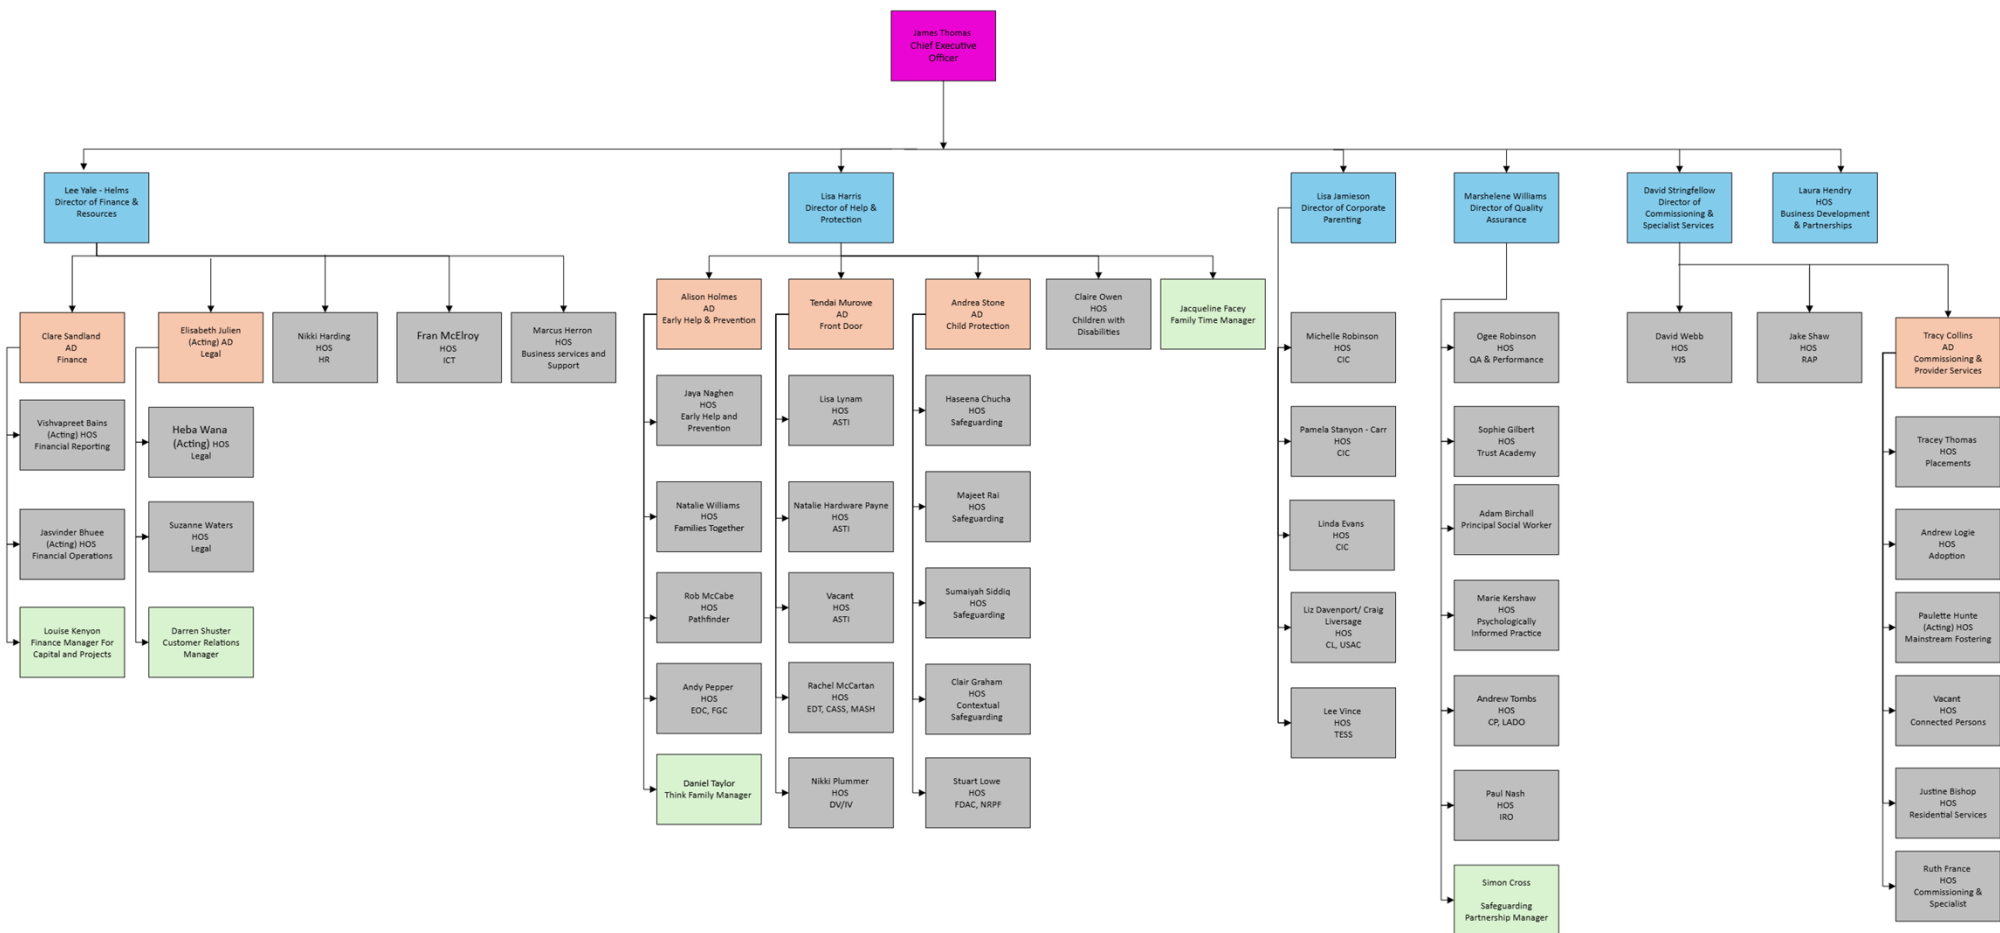 James Thomas
Chief Executive
Officer
Lee Yale - Helms
Director of Finance &
Resources
Lisa Harris
Director of Help &
Protection
Lisa Jamieson
Director of Corporate
Parenting
Marshelene Williams
Director of Quality
Assurance
David Stringfellow
Director of
Commissioning &
Specialist Services
Laura Hendry
HOS
Business Development
& Partnerships
Clare Sandland
AD
Finance
Vishvapreet Bains
(Acting) HOS
Financial Reporting
Jasvinder Bhuee
(Acting) HOS
Financial Operations
Louise Kenyon
Finance Manager For
Capital and Projects
Elisabeth Julien
(Acting) AD
Legal
Heba Wana
(Acting) HOS
Legal
Suzanne Waters
HOS
Legal
Darren Shuster
Customer Relations
Manager
Nikki Harding
HOS
HR
Fran McElroy
HOS
ICT
Marcus Herron
HOS
Business services and
Support
Alison Holmes
AD
Early Help & Prevention
Jaya Naghen
HOS
Early Help and
Prevention
Natalie Williams
HOS
Families Together
Rob McCabe
HOS
Pathfinder
Andy Pepper
HOS
EOC, FGC
Daniel Taylor
Think Family Manager
Tendai Murowe
AD
Front Door
Lisa Lynam
HOS
ASTI
Natalie Hardware Payne
HOS
ASTI
Vacant
HOS
ASTI
Rachel McCartan
HOS
EDT, CASS, MASH
Nikki Plummer
HOS
DV/IV
Andrea Stone
AD
Child Protection
Haseena Chucha
HOS
Safeguarding
Majeet Rai
HOS
Safeguarding
Sumaiyah Siddiq
HOS
Safeguarding
Clair Graham
HOS
Contextual
Safeguarding
Stuart Lowe
HOS
FDAC, NRPF
Claire Owen
HOS
Children with
Disabilities
Jacqueline Facey
Family Time Manager
Michelle Robinson
HOS
CIC
Pamela Stanyon - Carr
HOS
CIC
Linda Evans
HOS
CIC
Liz Davenport/ Craig
Liversage
HOS
CL, USAC
Lee Vince
HOS
TESS
Ogee Robinson
HOS
QA & Performance
Sophie Gilbert
HOS
Trust Academy
Adam Birchall
Principal Social Worker
Marie Kershaw
HOS
Psychologically
Informed Practice
Andrew Tombs
HOS
CP, LADO
Paul Nash
HOS
IRO
Simon Cross
Safeguarding
Partnership Manager
David Webb
HOS
YJS
Jake Shaw
HOS
RAP
Tracy Collins
AD
Commissioning &
Provider Services
Tracey Thomas
HOS
Placements
Andrew Logie
HOS
Adoption
Paulette Hunte
(Acting) HOS
Mainstream Fostering
Vacant
HOS
Connected Persons
Justine Bishop
HOS
Residential Services
Ruth France
HOS
Commissioning &
Specialist